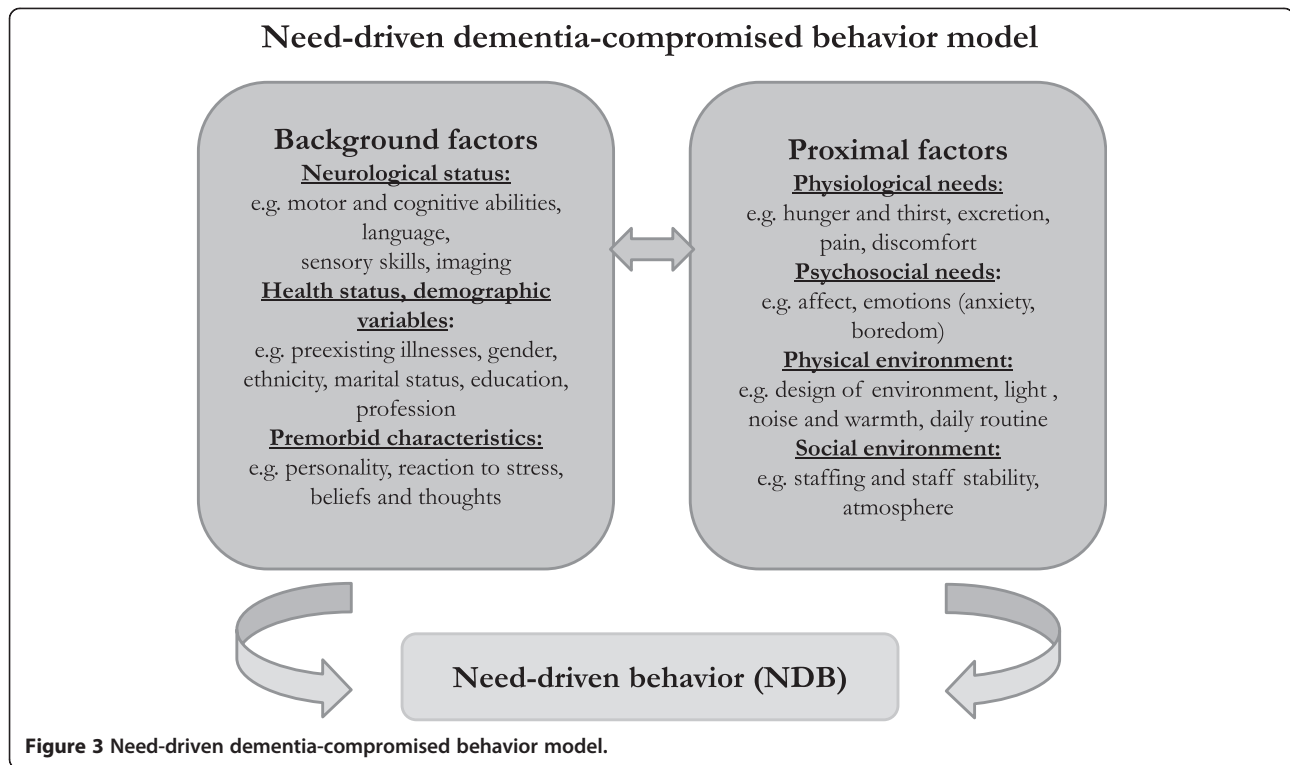 Need-driven dementia-compromised behavior model
Background factors
Neurological status:
e.g. motor and cognitive abilities,
language,
sensory skills, imaging
Health status, demographic
variables:
e.g. preexisting illnesses, gender,
ethnicity, marital status, education,
profession
Premorbid characteristics:
e.g. personality, reaction to stress,
beliefs and thoughts
Proximal factors
Physiological needs:
e.g. hunger and thirst, excretion,
pain, discomfort
Psychosocial needs:
e.g. affect, emotions (anxiety,
boredom)
Physical environment:
e.g. design of environment, light ,
noise and warmth, daily routine
Social environment:
e.g. staffing and staff stability,
atmosphere
Need-driven behavior (NDB)
Figure 3 Need-driven dementia-compromised behavior model.